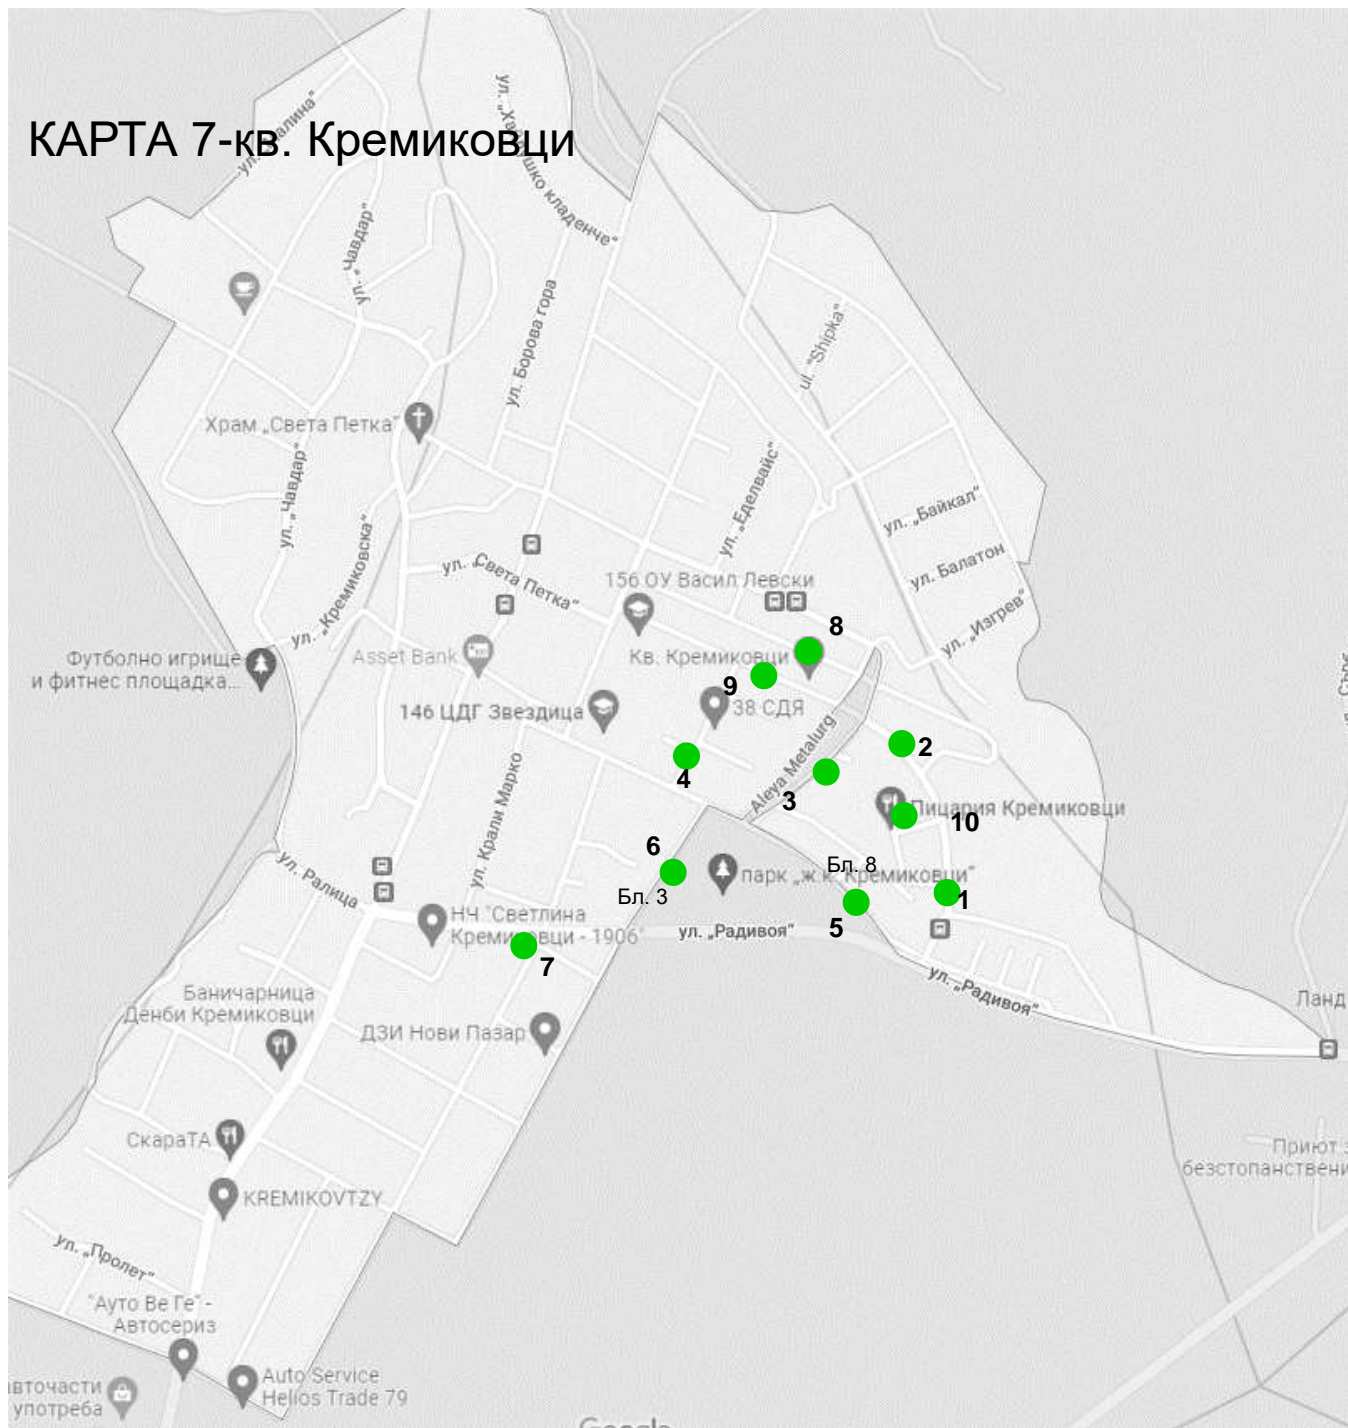 КАРТА 7-кв. Кремиковци
ул. „Хайдушко кладенче“
ул. „Чавдар“
ул. Борова гора
ul. "Shipka"
Храм „Света Петка“
ул. „Чавдар“
ул. „Еделвайс“
ул. „Байкал“
ул. „Кремиковска“
ул. „Света Петка“
ул. Балатон
156 ОУ Васил Левски
ул. „Изгрев“
8
Футболно игрище
и фитнес площадка...
Asset Bank
Кв. Кремиковци
9
38 СДЯ
146 ЦДГ Звездица
2
Aleya Metalurg
4
3
ул. Крали Марко
Пицария Кремиковци
10
6
Бл. 3
Бл. 8
парк „ж.к. Кремиковци“
1
ул. Ралица
НЧ "Светлина
Кремиковци - 1906"
ул. „Радивоя“
5
7
ул. „Радивоя“
Баничарница
Денби Кремиковци
Ланд
ДЗИ Нови Пазар
СкараТА
Приют з
безстопанствени
KREMIKOVTZY
ул. „Пролет“
"Ауто Ве Ге" -
Автосериз
Auto Service
Helios Trade 79
авточасти
употреба
Google